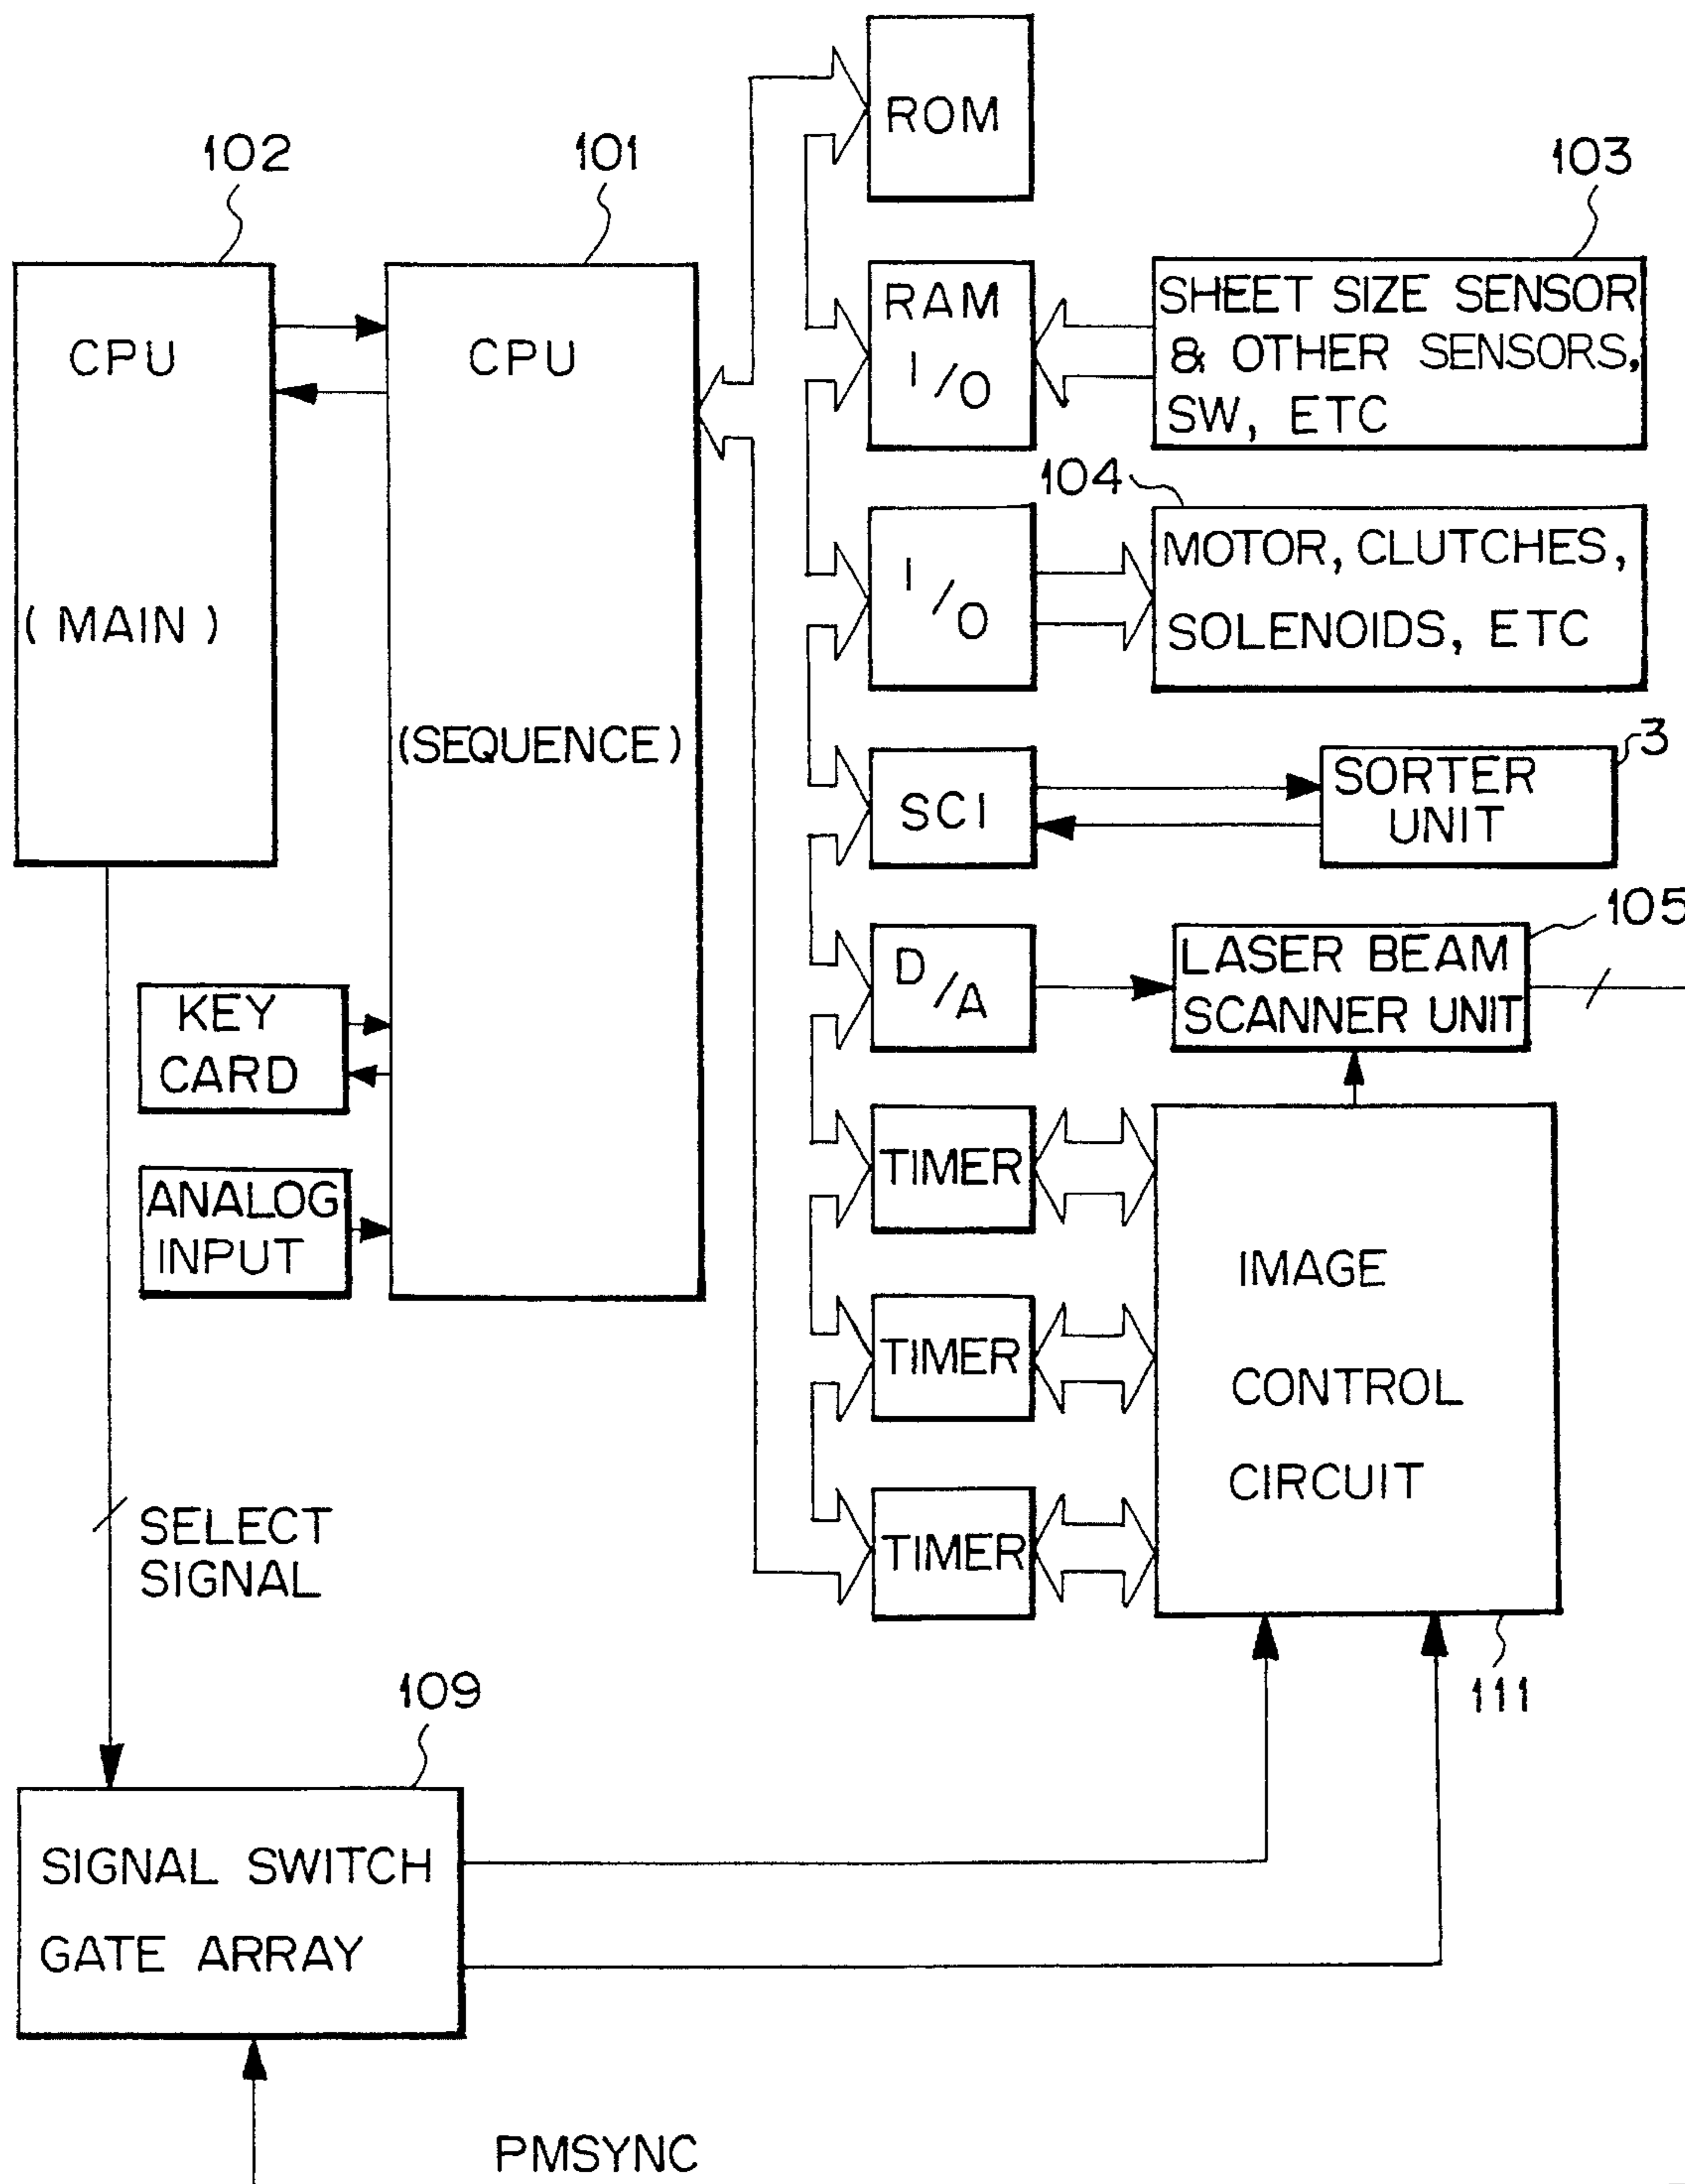 ROM
102
101
103
CPU
(MAIN)
CPU
(SEQUENCE)
RAM
I/O
SHEET SIZE SENSOR
& OTHER SENSORS,
SW, ETC
104
I/O
MOTOR, CLUTCHES,
SOLENOIDS, ETC
SCI
3
SORTER
UNIT
105
D/A
LASER BEAM
SCANNER UNIT
KEY
CARD
ANALOG
INPUT
TIMER
TIMER
TIMER
IMAGE
CONTROL
CIRCUIT
111
SELECT
SIGNAL
109
SIGNAL SWITCH
GATE ARRAY
PMSYNC